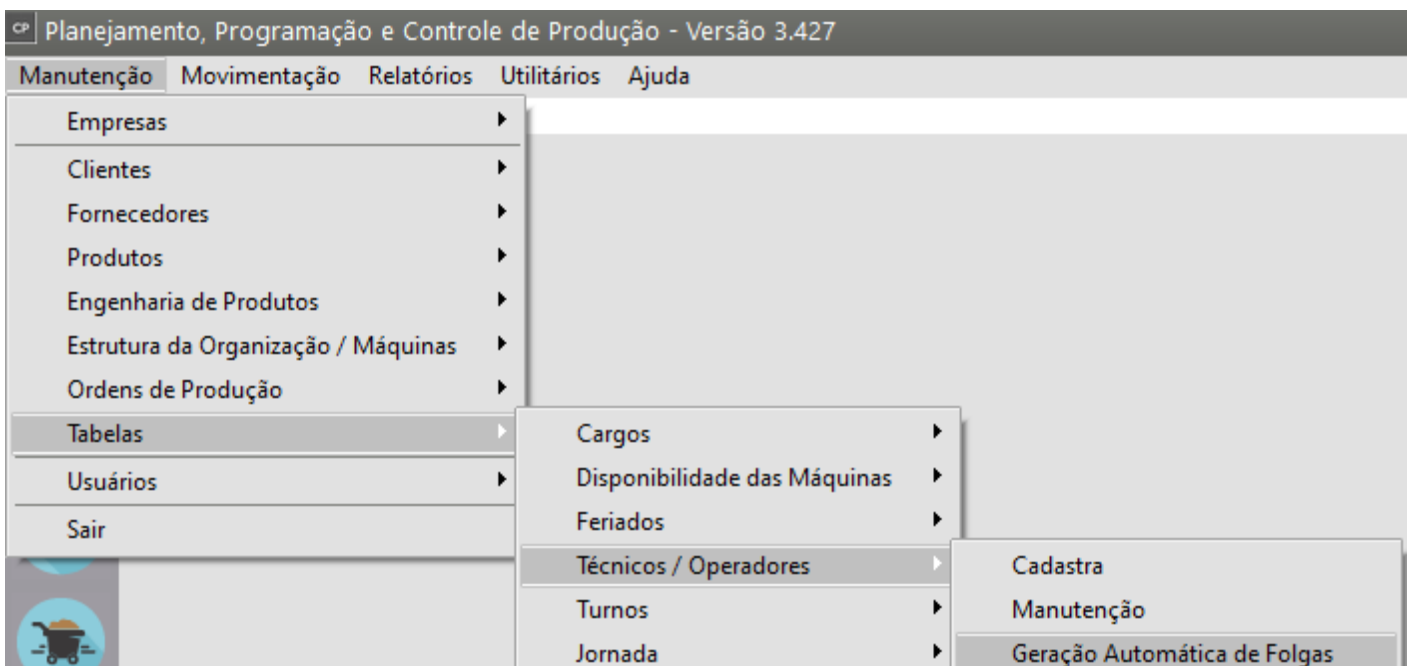 CP Planejamento, Programação e Controle de Produção - Versão 3.427
Manutenção Movimentação Relatórios Utilitários Ajuda
Empresas
Clientes
Fornecedores
Produtos
Engenharia de Produtos
Estrutura da Organização / Máquinas
Ordens de Produção
Tabelas
Usuários
Sair
Cargos
Disponibilidade das Máquinas
Feriados
Técnicos / Operadores
Turnos
Jornada
Cadastra
Manutenção
Geração Automática de Folgas